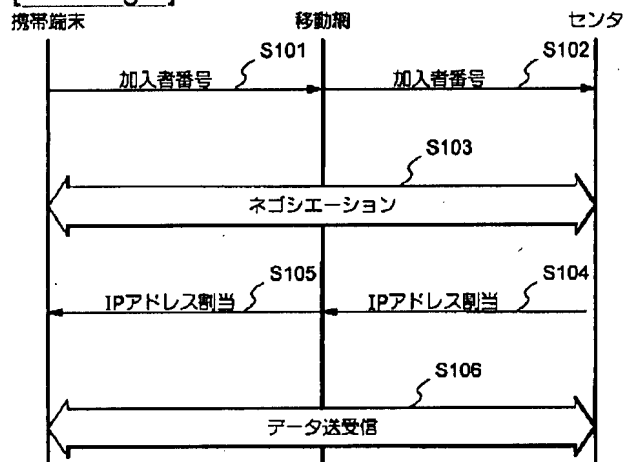 携帯端末 移動網 センタ
S101 S102
加入者番号 加入者番号
S103
ネゴシエーション
S105 S104
IPアドレス割当 IPアドレス割当
S106
データ送受信